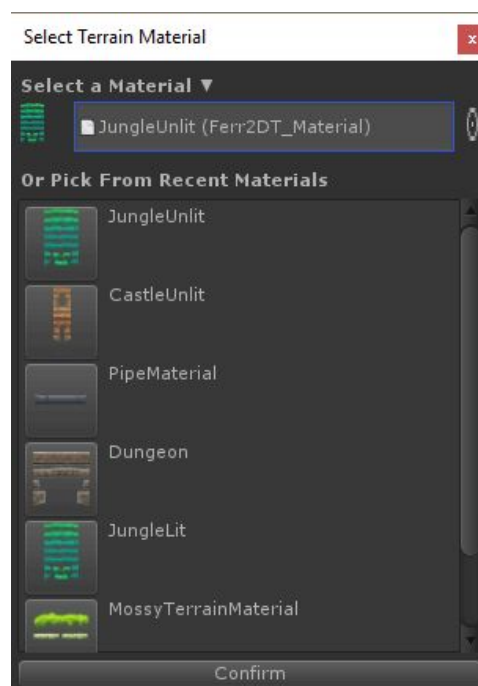 Select Terrain Material
x
Select a Material ▼
JungleUnlit (Ferr2DT_Material)
Or Pick From Recent Materials
JungleUnlit
CastleUnlit
PipeMaterial
Dungeon
JungleLit
MossyTerrainMaterial
Confirm